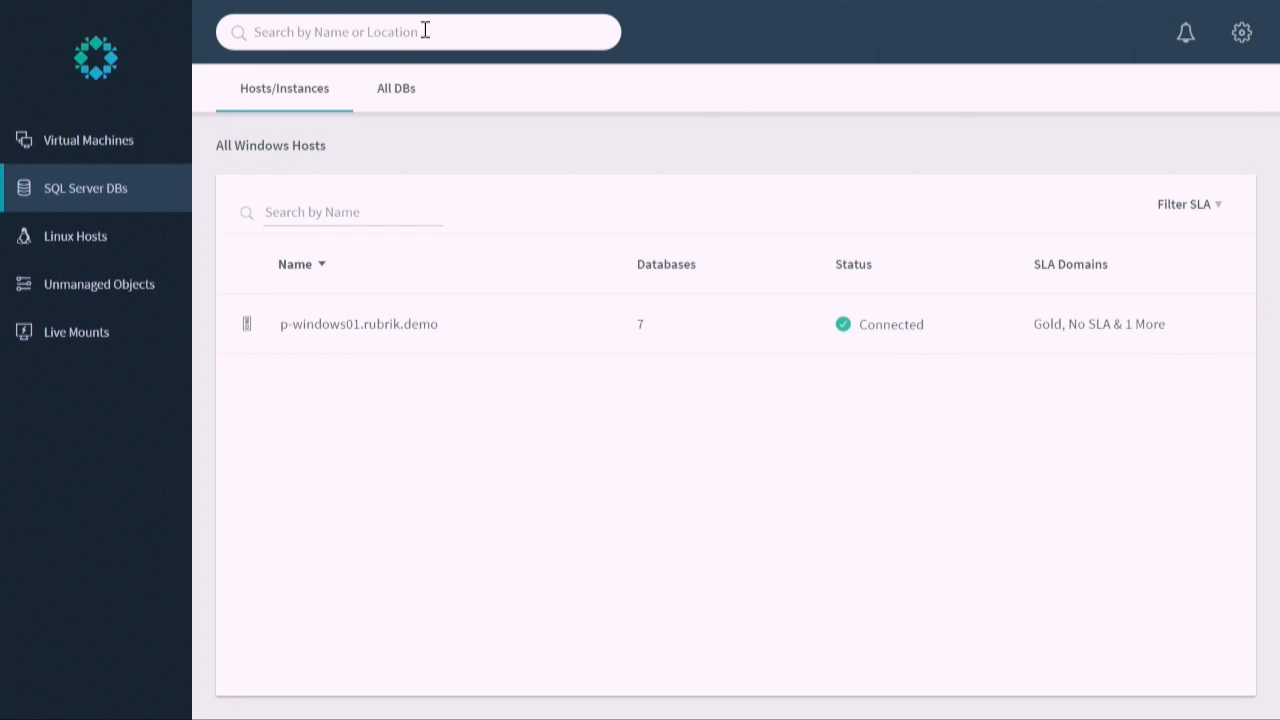 Search by Name or Location
Virtual Machines
SQL Server DBs
Linux Hosts
Unmanaged Objects
Live Mounts
Hosts/Instances All DBs
All Windows Hosts
Search by Name
Filter SLA
Name Databases Status SLA Domains
p-windows01.rubrik.demo 7 Connected Gold, No SLA & 1 More